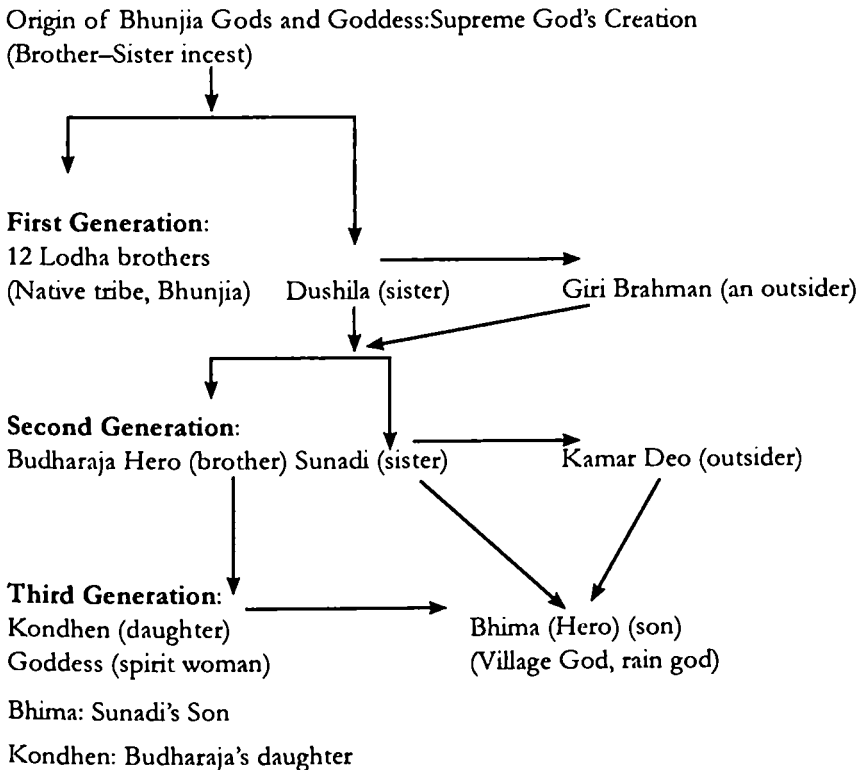 Origin of Bhunjia Gods and Goddess:Supreme God's Creation
(Brother–Sister incest)
First Generation:
12 Lodha brothers
(Native tribe, Bhunjia) Dushila (sister) Giri Brahman (an outsider)
Second Generation:
Budharaja Hero (brother) Sunadi (sister) Kamar Deo (outsider)
Third Generation:
Kondhen (daughter) Bhima (Hero) (son)
Goddess (spirit woman) (Village God, rain god)
Bhima: Sunadi's Son
Kondhen: Budharaja's daughter